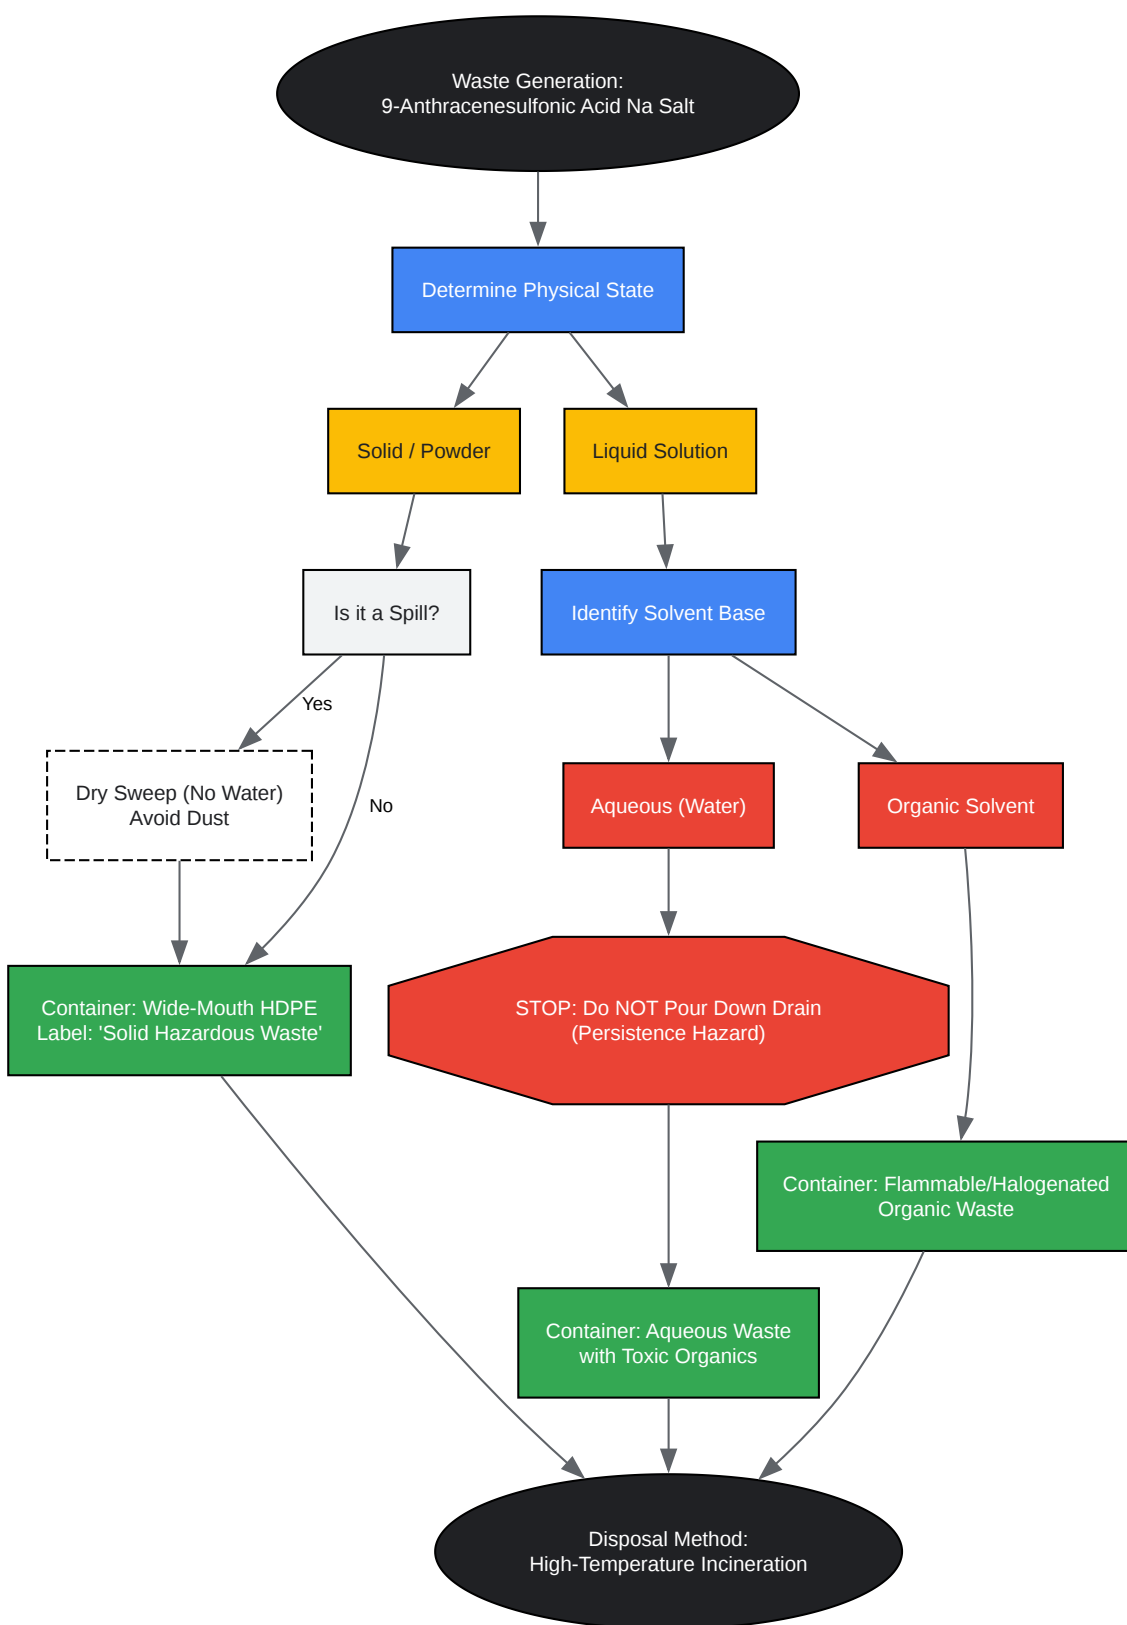 Waste Generation:
9-Anthracenesulfonic Acid Na Salt
Determine Physical State
Solid / Powder
Liquid Solution
Is it a Spill?
Identify Solvent Base
Yes
Dry Sweep (No Water)
Avoid Dust
No
Aqueous (Water)
Organic Solvent
Container: Wide-Mouth HDPE
Label: 'Solid Hazardous Waste'
STOP: Do NOT Pour Down Drain
(Persistence Hazard)
Container: Flammable/Halogenated
Organic Waste
Container: Aqueous Waste
with Toxic Organics
Disposal Method:
High-Temperature Incineration